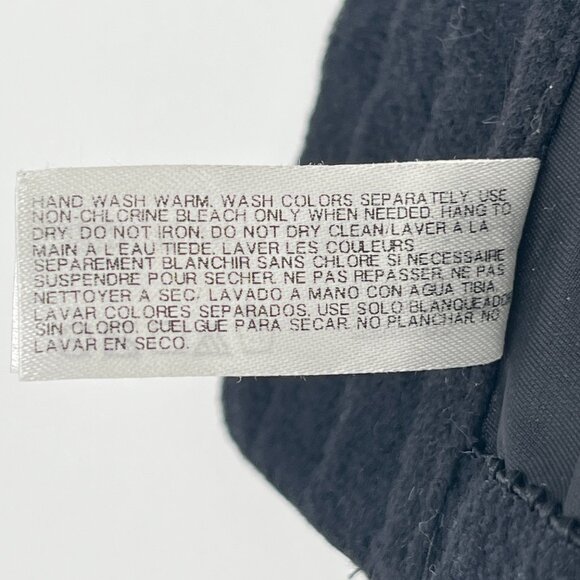 HAND WASH WARM. WASH COLORS SEPARATELY. USE
NON-CHLORINE BLEACH ONLY WHEN NEEDED. HANG TO
DRY. DO NOT IRON. DO NOT DRY CLEAN/LAVER A LA
MAIN A L'EAU TIEDE. LAVER LES COULEURS
SEPAREMENT BLANCHIR SANS CHLORE SI NECESSAIRE
SUSPENDRE POUR SECHER. NE PAS REPASSER. NE PAS
NETTOYER A SEC/ LAVADO A MANO CON AGUA TIBIA.
LAVAR COLORES SEPARADOS. USE SOLO BLANQUEADOR
SIN CLORO. CUELGUE PARA SECAR. NO PLANCHAR. NO
LAVAR EN SECO.